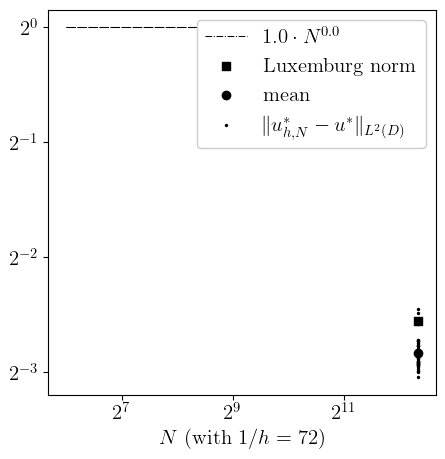 2^0
2^{-1}
2^{-2}
2^{-3}
1.0 · N^{0.0}
Luxemburg norm
mean
‖u^*_{h,N} − u^*‖_{L^2(D)}
2^7
2^9
2^{11}
N (with 1/h = 72)